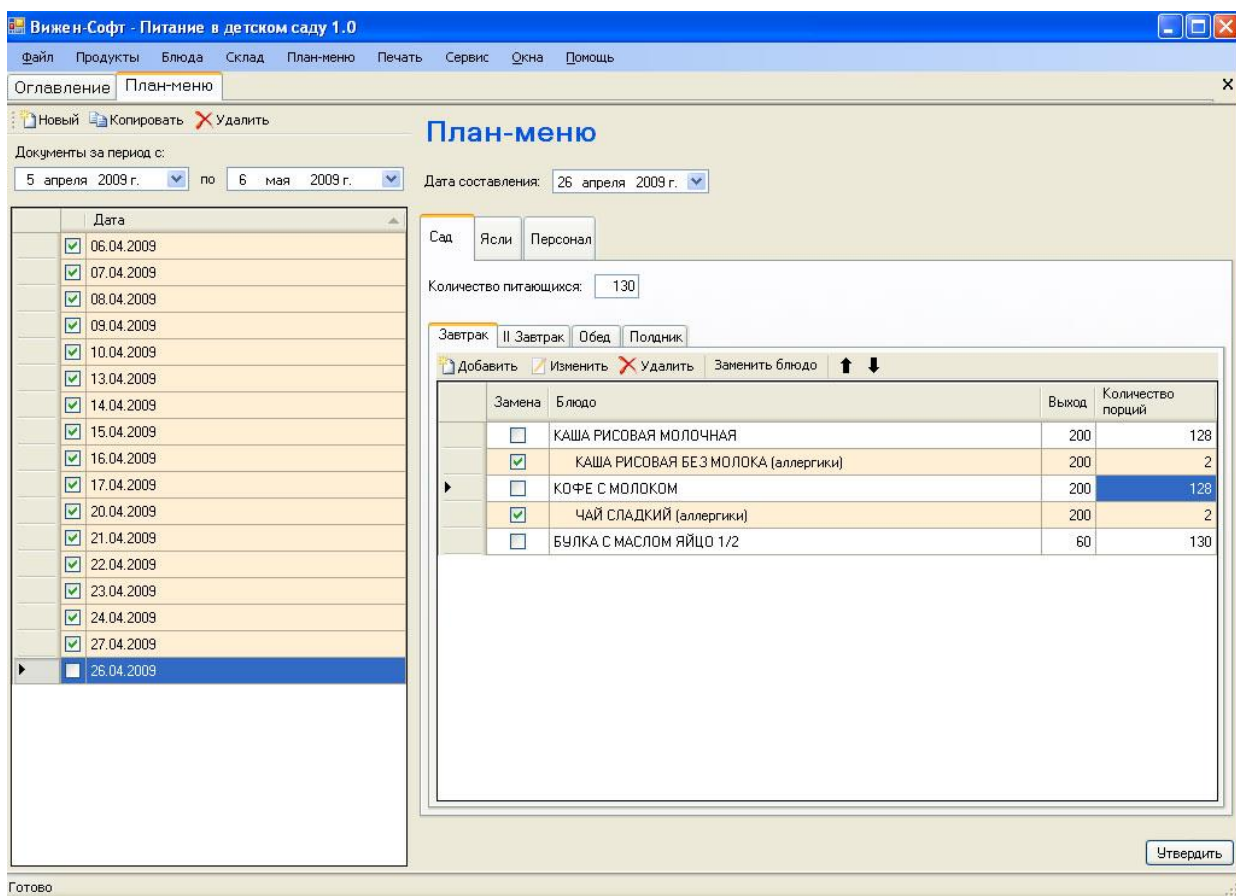 Вижен-Софт - Питание в детском саду 1.0
Файл Продукты Блюда Склад План-меню Печать Сервис Окна Помощь
Оглавление План-меню
Новый Копировать Удалить
Документы за период с:
5 апреля 2009 г. по 6 мая 2009 г.
Дата
06.04.2009
07.04.2009
08.04.2009
09.04.2009
10.04.2009
13.04.2009
14.04.2009
15.04.2009
16.04.2009
17.04.2009
20.04.2009
21.04.2009
22.04.2009
23.04.2009
24.04.2009
27.04.2009
26.04.2009
План-меню
Дата составления: 26 апреля 2009 г.
Сад Ясли Персонал
Количество питающихся: 130
Завтрак II Завтрак Обед Полдник
Добавить Изменить Удалить Заменить блюдо
Замена Блюдо Выход Количество порций
КАША РИСОВАЯ МОЛОЧНАЯ 200 128
КАША РИСОВАЯ БЕЗ МОЛОКА (аллергики) 200 2
КОФЕ С МОЛОКОМ 200 128
ЧАЙ СЛАДКИЙ (аллергики) 200 2
БУЛКА С МАСЛОМ ЯЙЦО 1/2 60 130
Утвердить
Готово